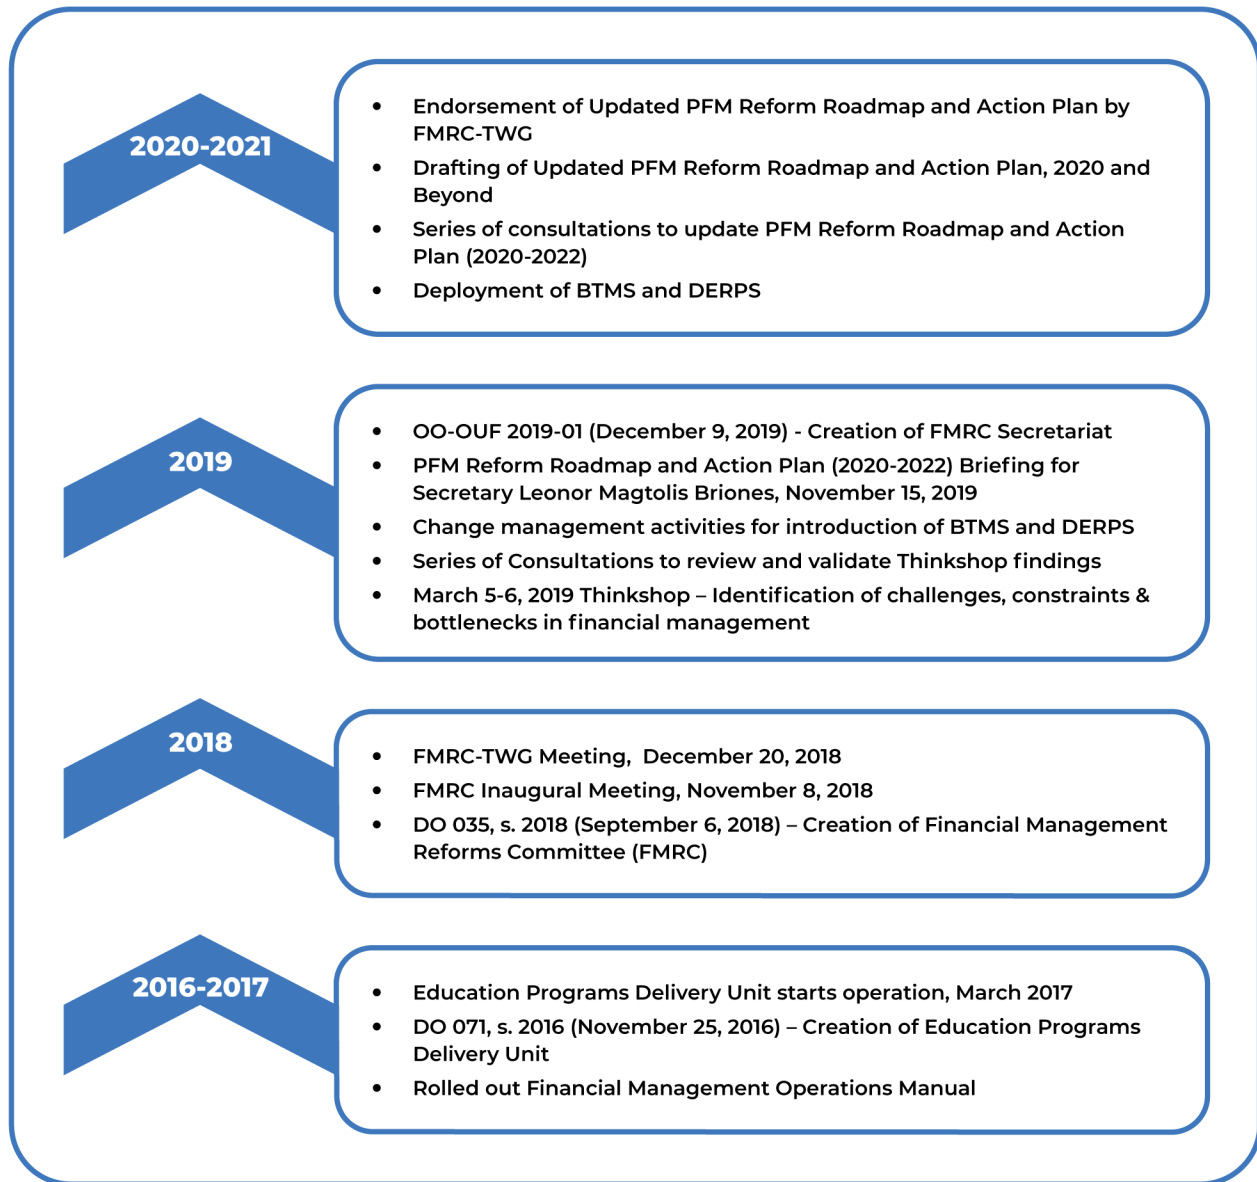 2020-2021
• Endorsement of Updated PFM Reform Roadmap and Action Plan by
FMRC-TWG
• Drafting of Updated PFM Reform Roadmap and Action Plan, 2020 and
Beyond
• Series of consultations to update PFM Reform Roadmap and Action
Plan (2020-2022)
• Deployment of BTMS and DERPS
2019
• OO-OUF 2019-01 (December 9, 2019) - Creation of FMRC Secretariat
• PFM Reform Roadmap and Action Plan (2020-2022) Briefing for
Secretary Leonor Magtolis Briones, November 15, 2019
• Change management activities for introduction of BTMS and DERPS
• Series of Consultations to review and validate Thinkshop findings
• March 5-6, 2019 Thinkshop – Identification of challenges, constraints &
bottlenecks in financial management
2018
• FMRC-TWG Meeting,  December 20, 2018
• FMRC Inaugural Meeting, November 8, 2018
• DO 035, s. 2018 (September 6, 2018) – Creation of Financial Management
Reforms Committee (FMRC)
2016-2017
• Education Programs Delivery Unit starts operation, March 2017
• DO 071, s. 2016 (November 25, 2016) – Creation of Education Programs
Delivery Unit
• Rolled out Financial Management Operations Manual